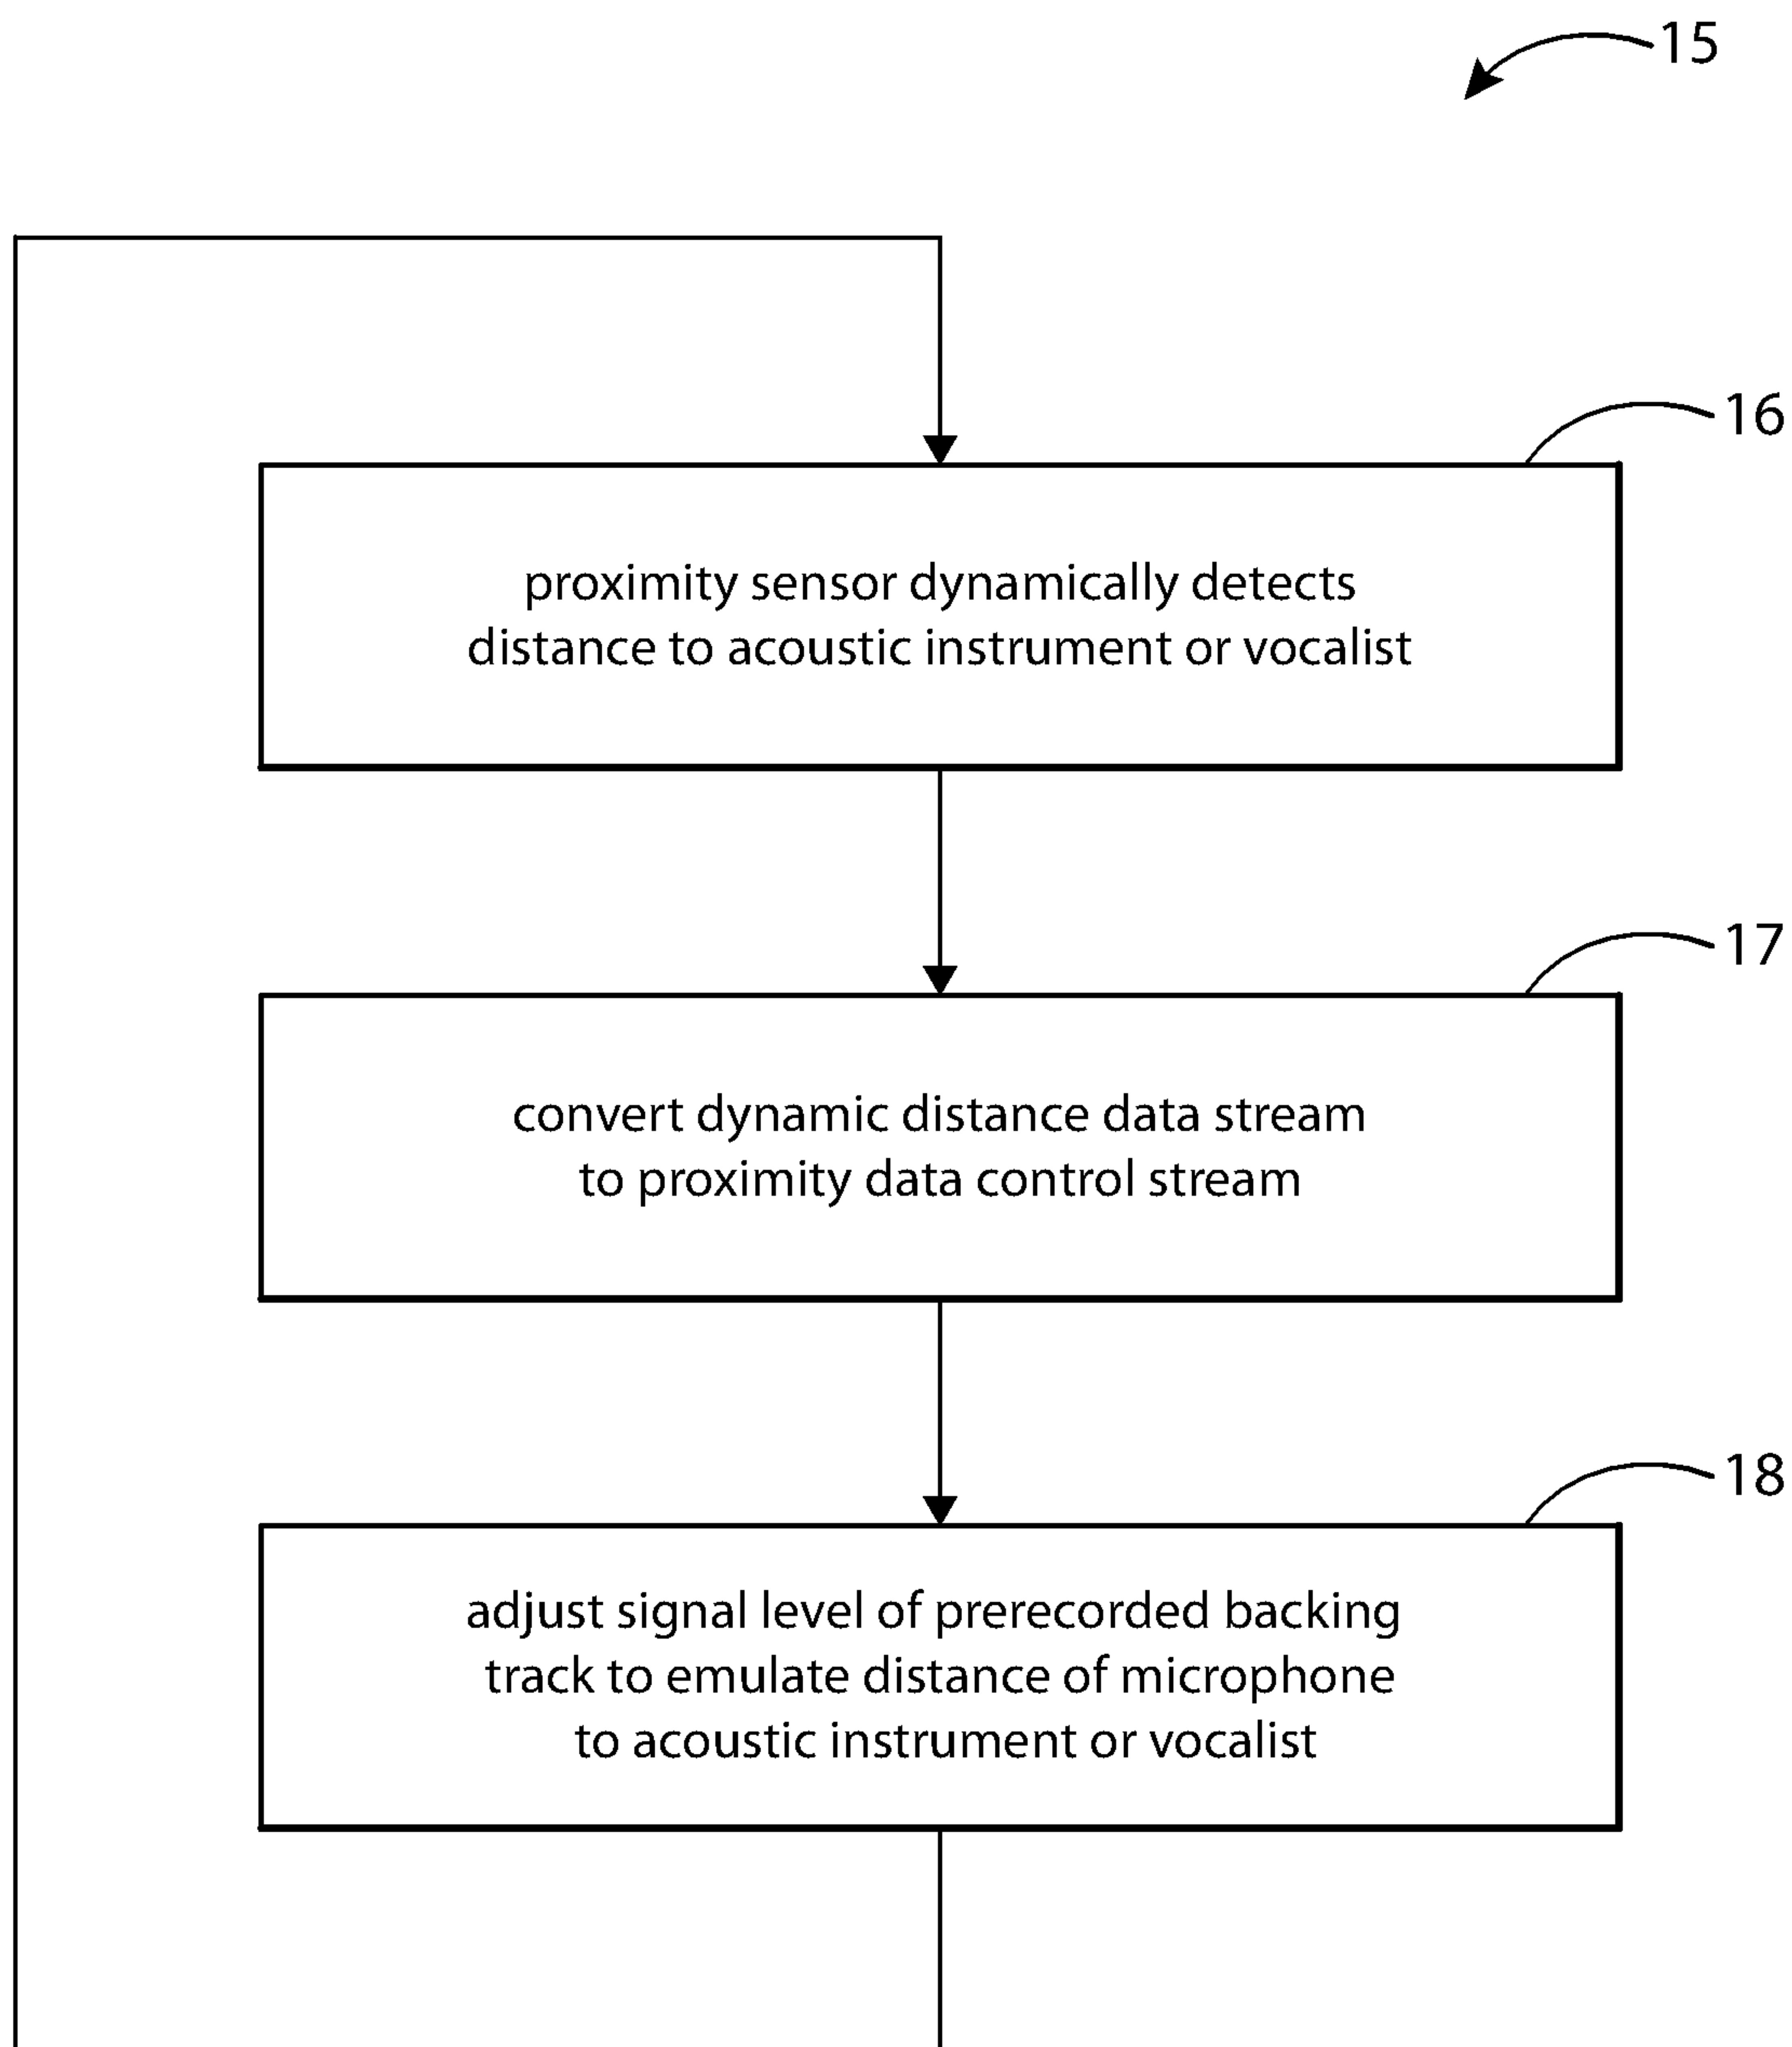 15
16
proximity sensor dynamically detects
distance to acoustic instrument or vocalist
17
convert dynamic distance data stream
to proximity data control stream
18
adjust signal level of prerecorded backing
track to emulate distance of microphone
to acoustic instrument or vocalist